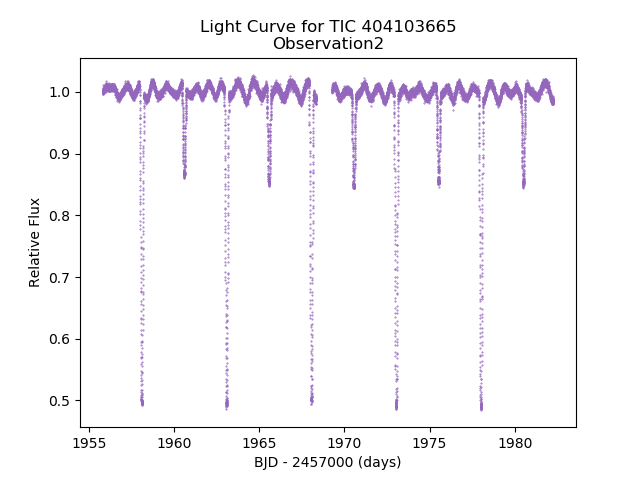 Light Curve for TIC 404103665
Observation2
1.0
0.9
0.8
0.7
0.6
0.5
Relative Flux
1955 1960 1965 1970 1975 1980
BJD - 2457000 (days)